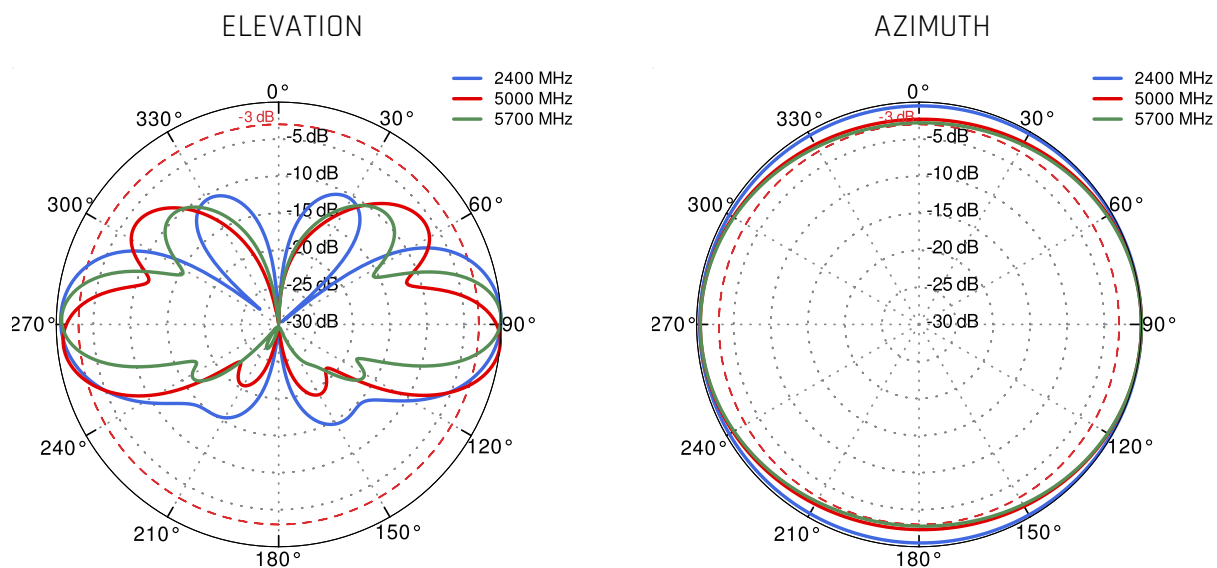 ELEVATION
2400 MHz
5000 MHz
5700 MHz
0°
330° 30°
-3 dB
-5 dB
-10 dB
300° 60°
-15 dB
-20 dB
-25 dB
270° -30 dB 90°
240° 120°
210° 150°
180°
AZIMUTH
2400 MHz
5000 MHz
5700 MHz
0°
330° 30°
-3 dB
-5 dB
-10 dB
300° 60°
-15 dB
-20 dB
-25 dB
270° -30 dB 90°
240° 120°
210° 150°
180°